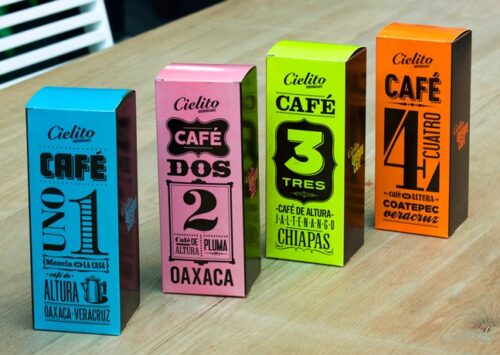 Cielito
CAFÉ
UNO 1
Mezcla DE LA CASA
café de
ALTURA
OAXACA-VERACRUZ
Cielito
CAFÉ
DOS
2
Café de
ALTURA
PLUMA
OAXACA
Cielito
CAFÉ
3
TRES
CAFÉ DE ALTURA
JALTENANGO
CHIAPAS
Cielito
CAFÉ
4
CUATRO
café DE ALTURA
COATEPEC
veracruz